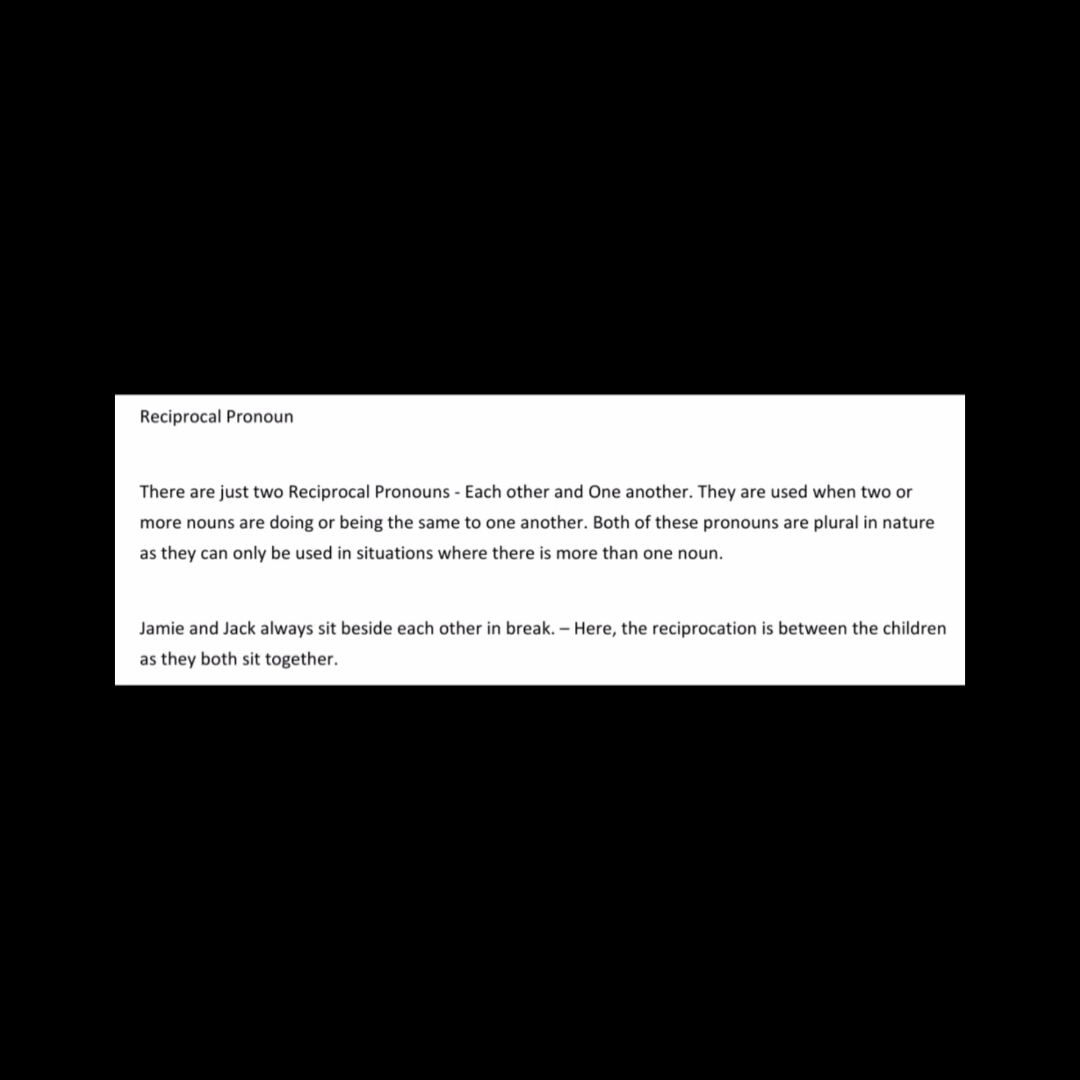 Reciprocal Pronoun
There are just two Reciprocal Pronouns - Each other and One another. They are used when two or
more nouns are doing or being the same to one another. Both of these pronouns are plural in nature
as they can only be used in situations where there is more than one noun.
Jamie and Jack always sit beside each other in break. – Here, the reciprocation is between the children
as they both sit together.